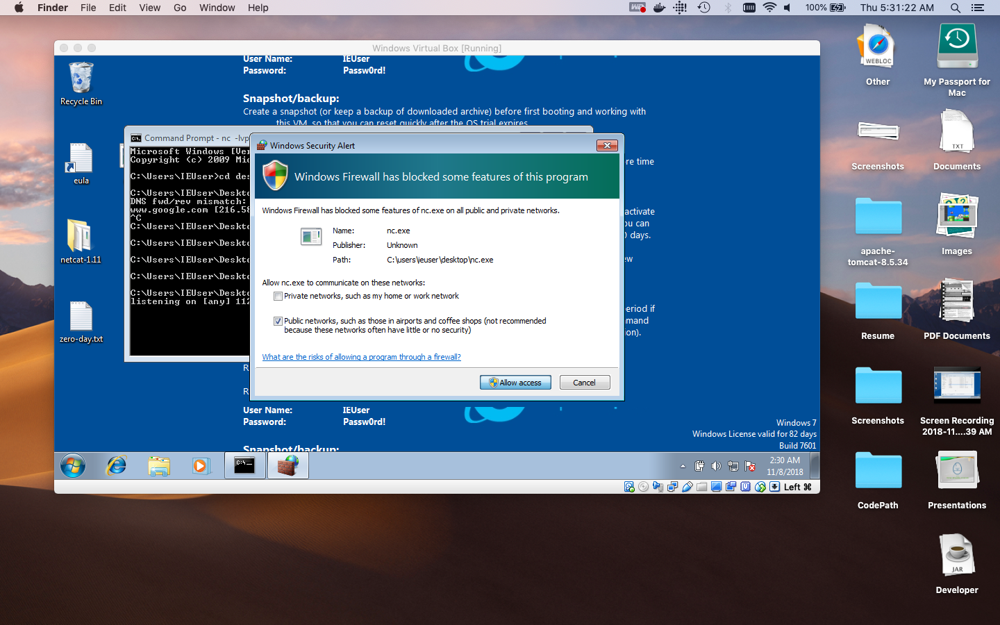 Finder File Edit View Go Window Help
100% Thu 5:31:22 AM
Windows Virtual Box [Running]
User Name: IEUser
Password: Passw0rd!
Snapshot/backup:
Create a snapshot (or keep a backup of downloaded archive) before first booting and working with
this VM, so that you can reset quickly after the OS trial expires.
Recycle Bin
eula
netcat-1.11
zero-day.txt
Command Prompt - nc -lvp
Microsoft Windows [Ver
Copyright (c) 2009 Mic
C:\Users\IEUser>cd des
C:\Users\IEUser\Deskto
DNS fwd/rev mismatch:
www.google.com [216.58
^C
C:\Users\IEUser\Deskto
C:\Users\IEUser\Deskto
C:\Users\IEUser\Deskto
C:\Users\IEUser\Deskto
C:\Users\IEUser\Deskto
listening on [any] 112
Windows Security Alert
Windows Firewall has blocked some features of this program
Windows Firewall has blocked some features of nc.exe on all public and private networks.
Name: nc.exe
Publisher: Unknown
Path: C:\users\ieuser\desktop\nc.exe
Allow nc.exe to communicate on these networks:
Private networks, such as my home or work network
Public networks, such as those in airports and coffee shops (not recommended
because these networks often have little or no security)
What are the risks of allowing a program through a firewall?
Allow access Cancel
re time
activate
ou can
) days.
ew
eriod if
mand
on).
R
R
User Name: IEUser
Password: Passw0rd!
Snapshot/backup:
Windows 7
Windows License valid for 82 days
Build 7601
C:\_
2:30 AM
11/8/2018
Left ⌘
WEBLOC
Other
My Passport for
Mac
Screenshots
TXT
Documents
apache-
tomcat-8.5.34
Images
Resume
PDF Documents
Screenshots
Screen Recording
2018-11....39 AM
CodePath
Presentations
JAR
Developer